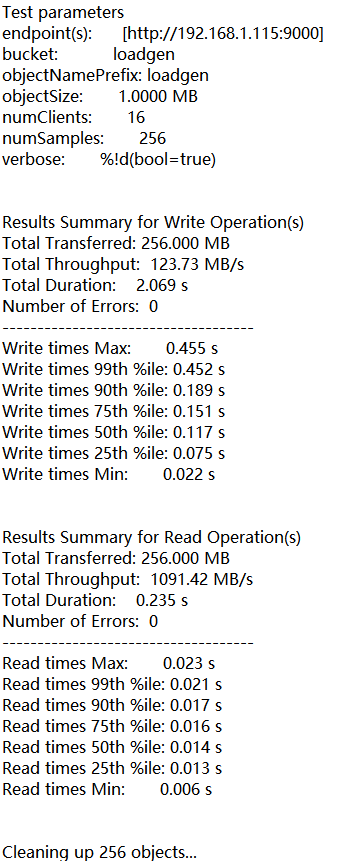 Test parameters
endpoint(s): [http://192.168.1.115:9000]
bucket: loadgen
objectNamePrefix: loadgen
objectSize: 1.0000 MB
numClients: 16
numSamples: 256
verbose: %!d(bool=true)
Results Summary for Write Operation(s)
Total Transferred: 256.000 MB
Total Throughput: 123.73 MB/s
Total Duration: 2.069 s
Number of Errors: 0
------------------------------------
Write times Max: 0.455 s
Write times 99th %ile: 0.452 s
Write times 90th %ile: 0.189 s
Write times 75th %ile: 0.151 s
Write times 50th %ile: 0.117 s
Write times 25th %ile: 0.075 s
Write times Min: 0.022 s
Results Summary for Read Operation(s)
Total Transferred: 256.000 MB
Total Throughput: 1091.42 MB/s
Total Duration: 0.235 s
Number of Errors: 0
------------------------------------
Read times Max: 0.023 s
Read times 99th %ile: 0.021 s
Read times 90th %ile: 0.017 s
Read times 75th %ile: 0.016 s
Read times 50th %ile: 0.014 s
Read times 25th %ile: 0.013 s
Read times Min: 0.006 s
Cleaning up 256 objects...